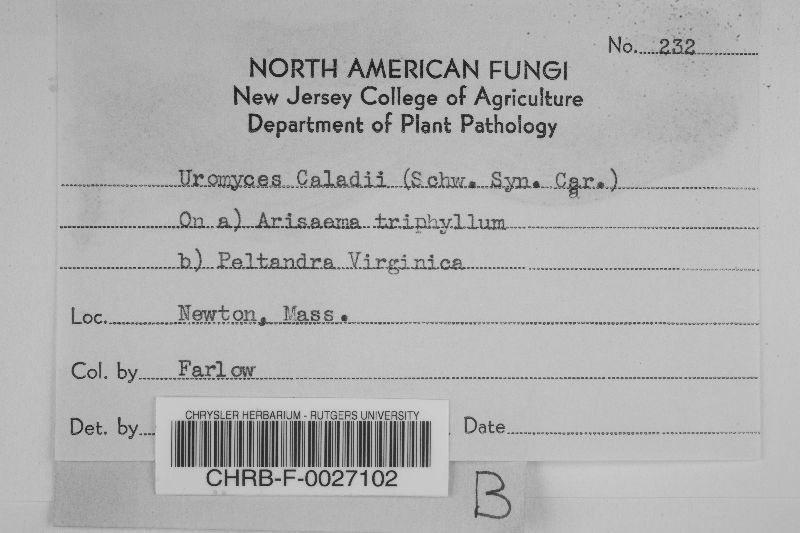 No. 232
NORTH AMERICAN FUNGI
New Jersey College of Agriculture
Department of Plant Pathology
Uromyces Caladii (Schw. Syn. Car.)
On a) Arisaema triphyllum
b) Peltandra Virginica
Loc. Newton, Mass.
Col. by Farlow
Det. by
Date
CHRYSLER HERBARIUM - RUTGERS UNIVERSITY
CHRB-F-0027102
B